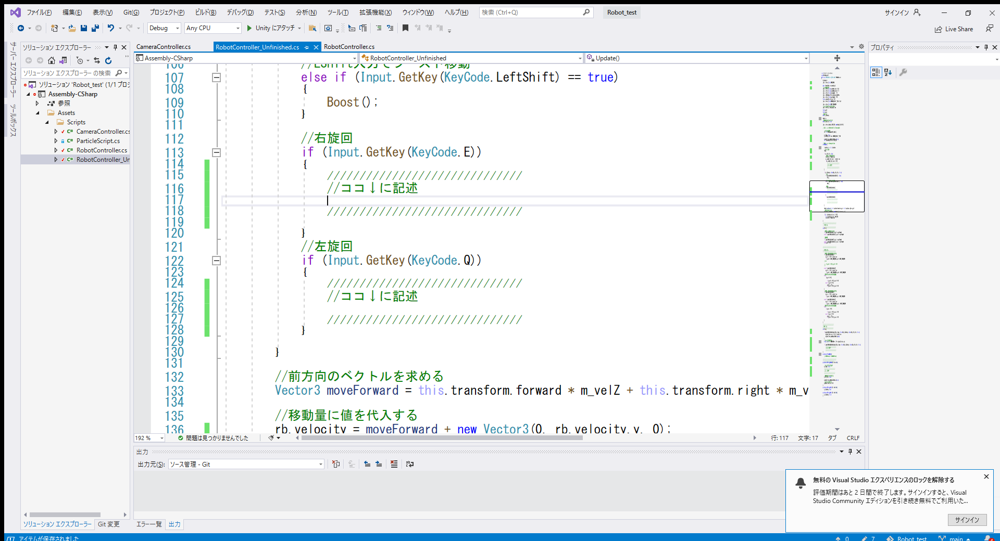 ファイル(F) 編集(E) 表示(V) Git(G) プロジェクト(P) ビルド(B) デバッグ(D) テスト(S) 分析(N) ツール(T) 拡張機能(X) ウィンドウ(W) ヘルプ(H) 検索 (Ctrl+Q) Robot_test サインイン
Debug Any CPU Unity にアタッチ Live Share
サーバー エクスプローラー
ツールボックス
ソリューション エクスプローラー
ソリューション エクスプローラー の検索
ソリューション 'Robot_test' (1/1 プロジ
Assembly-CSharp
参照
Assets
Scripts
CameraController.cs
ParticleScript.cs
RobotController.cs
RobotController_Un
ソリューション エクスプローラー Git 変更
CameraController.cs RobotController_Unfinished.cs RobotController.cs
Assembly-CSharp RobotController_Unfinished Update()
106 //LShift入力でブースト移動
107 else if (Input.GetKey(KeyCode.LeftShift) == true)
108 {
109 Boost();
110 }
111
112 //右旋回
113 if (Input.GetKey(KeyCode.E))
114 {
115 //////////////////////////////
116 //ココ↓に記述
117
118 //////////////////////////////
119
120 }
121 //左旋回
122 if (Input.GetKey(KeyCode.Q))
123 {
124 //////////////////////////////
125 //ココ↓に記述
126
127 //////////////////////////////
128 }
129
130 }
131
132 //前方向のベクトルを求める
133 Vector3 moveForward = this.transform.forward * m_velZ + this.transform.right * m_v
134
135 //移動量に値を代入する
136 rb.velocity = moveForward + new Vector3(0, rb.velocity.y, 0);
192 % 問題は見つかりませんでした 行: 117 文字: 17 タブ CRLF
出力
出力元(S): ソース管理 - Git
エラー一覧 出力
プロパティ
無料の Visual Studio エクスペリエンスのロックを解除する
評価期間はあと 2 日間で終了します。サインインすると、Visual
Studio Community エディションを引き続き無料でご利用いた...
サインイン
アイテムが保存されました 0 7 Robot_test main